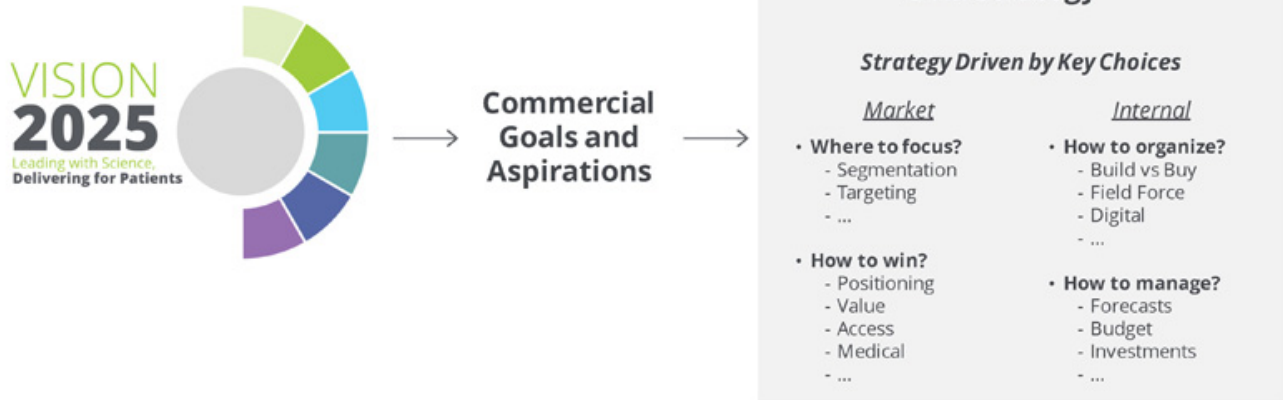 VISION
2025
Leading with Science,
Delivering for Patients
Commercial
Goals and
Aspirations
Strategy Driven by Key Choices
Market
• Where to focus?
- Segmentation
- Targeting
- ...
• How to win?
- Positioning
- Value
- Access
- Medical
- ...
Internal
• How to organize?
- Build vs Buy
- Field Force
- Digital
- ...
• How to manage?
- Forecasts
- Budget
- Investments
- ...